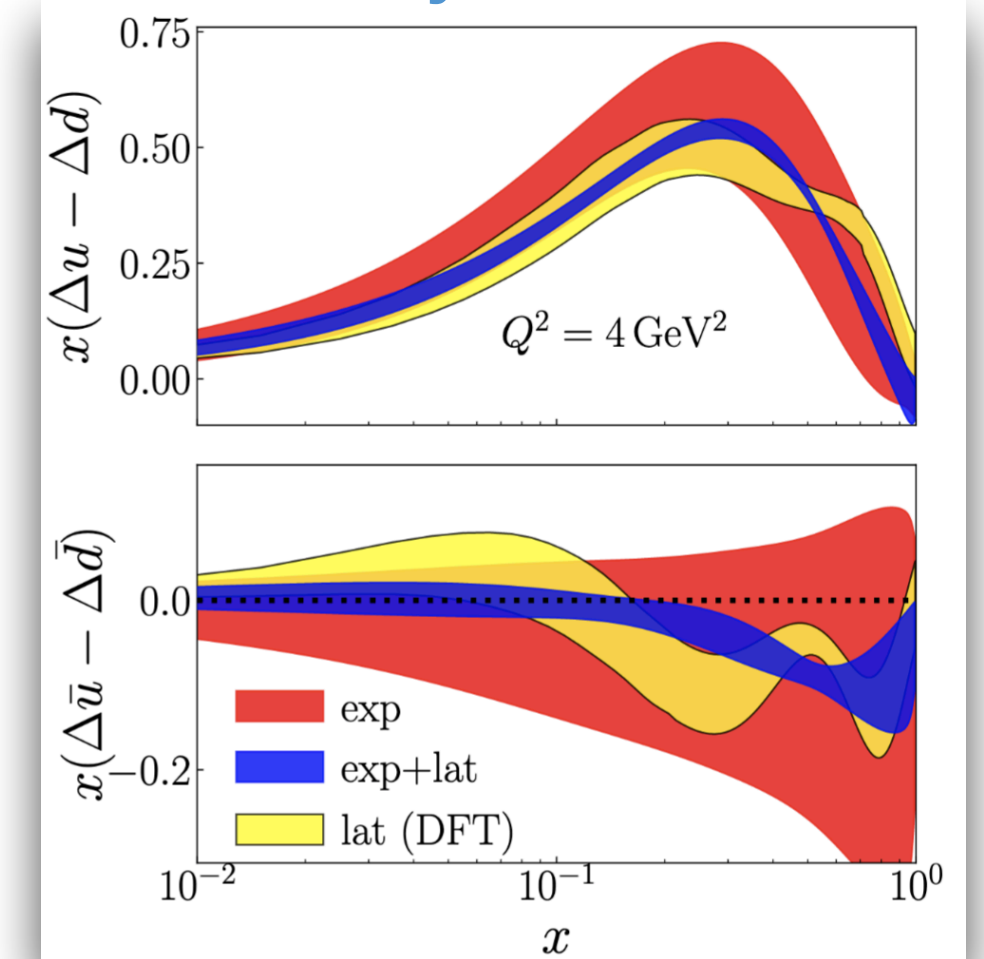 0.75
0.50
0.25
0.00
x(Δu − Δd)
Q² = 4 GeV²
0.0
−0.2
x(Δū − Δd̄)
exp
exp+lat
lat (DFT)
10⁻² 10⁻¹ 10⁰
x